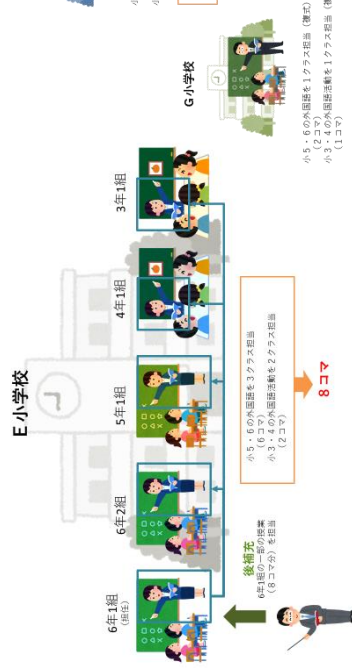 E小学校
6年1組
(担任)
6年2組
5年1組
4年1組
3年1組
後補充
6年1組の一部の授業
(8コマ分)を担当
小5・6の外国語を3クラス担当
(6コマ)
小3・4の外国語活動を2クラス担当
(2コマ)
8コマ
G小学校
小5・6の外国語を1クラス担当(複式)
(2コマ)
小3・4の外国語活動を1クラス担当(複
(1コマ)